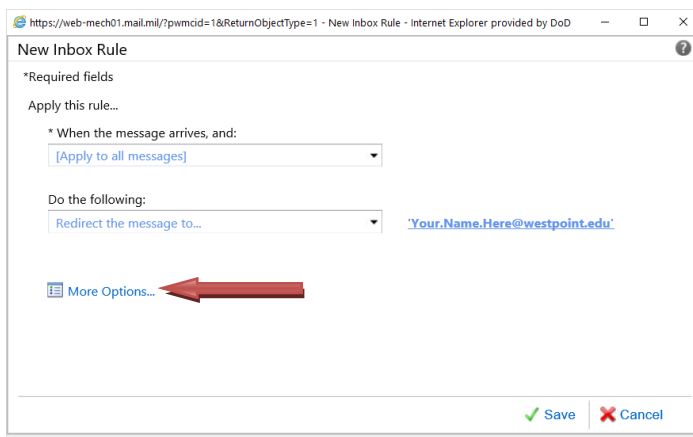 https://web-mech01.mail.mil/?pwmcid=1&ReturnObjectType=1 - New Inbox Rule - Internet Explorer provided by DoD
New Inbox Rule
*Required fields
Apply this rule...
* When the message arrives, and:
[Apply to all messages]
Do the following:
Redirect the message to... 'Your.Name.Here@westpoint.edu'
More Options...
Save Cancel